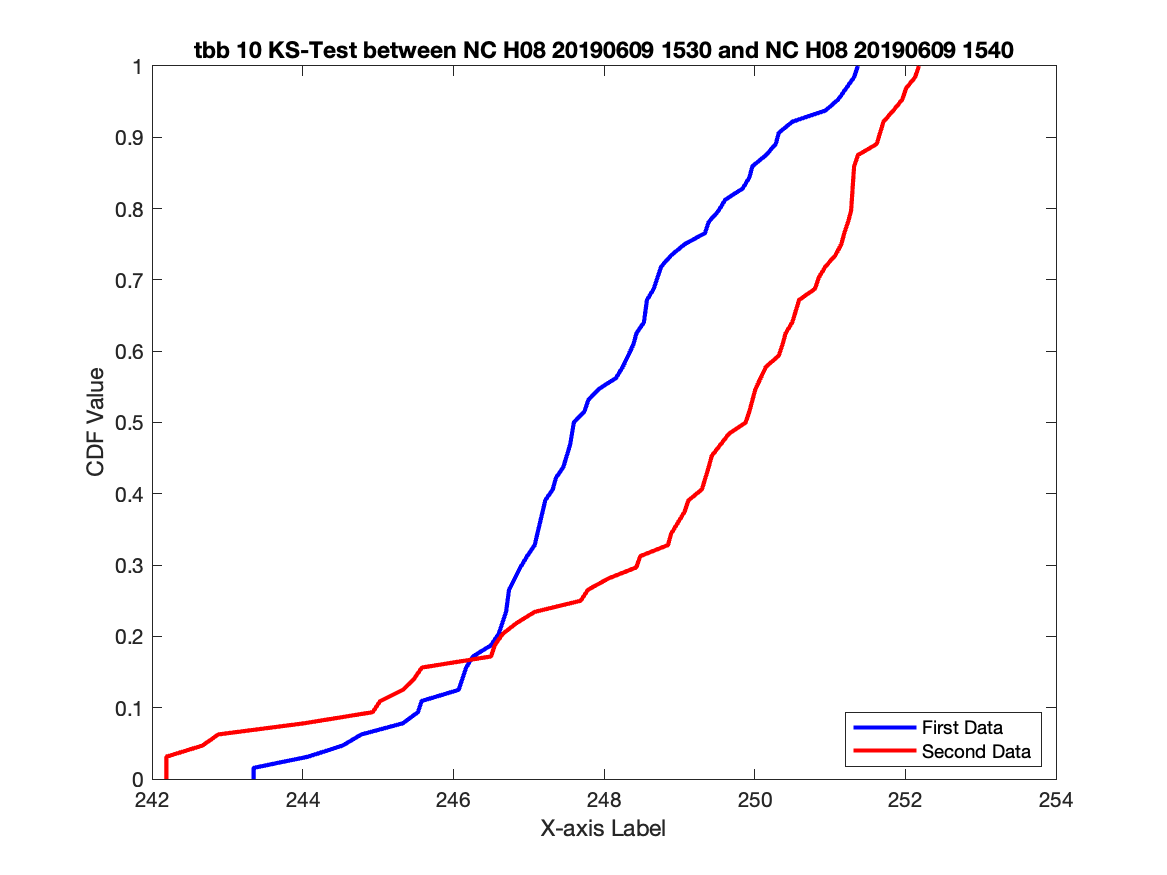 tbb 10 KS-Test between NC H08 20190609 1530 and NC H08 20190609 1540
1
0.9
0.8
0.7
0.6
0.5
0.4
0.3
0.2
0.1
0
CDF Value
First Data
Second Data
242 244 246 248 250 252 254
X-axis Label